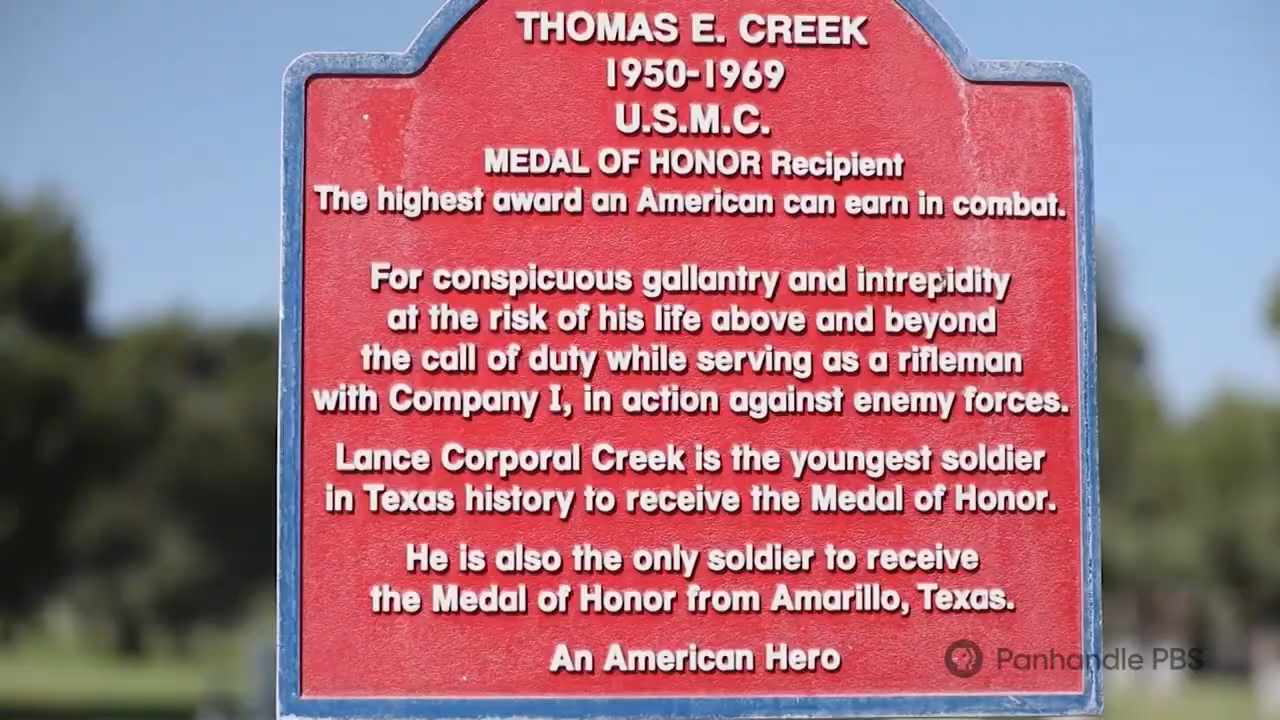 THOMAS E. CREEK
1950-1969
U.S.M.C.
MEDAL OF HONOR Recipient
The highest award an American can earn in combat.
For conspicuous gallantry and intrepidity
at the risk of his life above and beyond
the call of duty while serving as a rifleman
with Company I, in action against enemy forces.
Lance Corporal Creek is the youngest soldier
in Texas history to receive the Medal of Honor.
He is also the only soldier to receive
the Medal of Honor from Amarillo, Texas.
An American Hero
Panhandle PBS